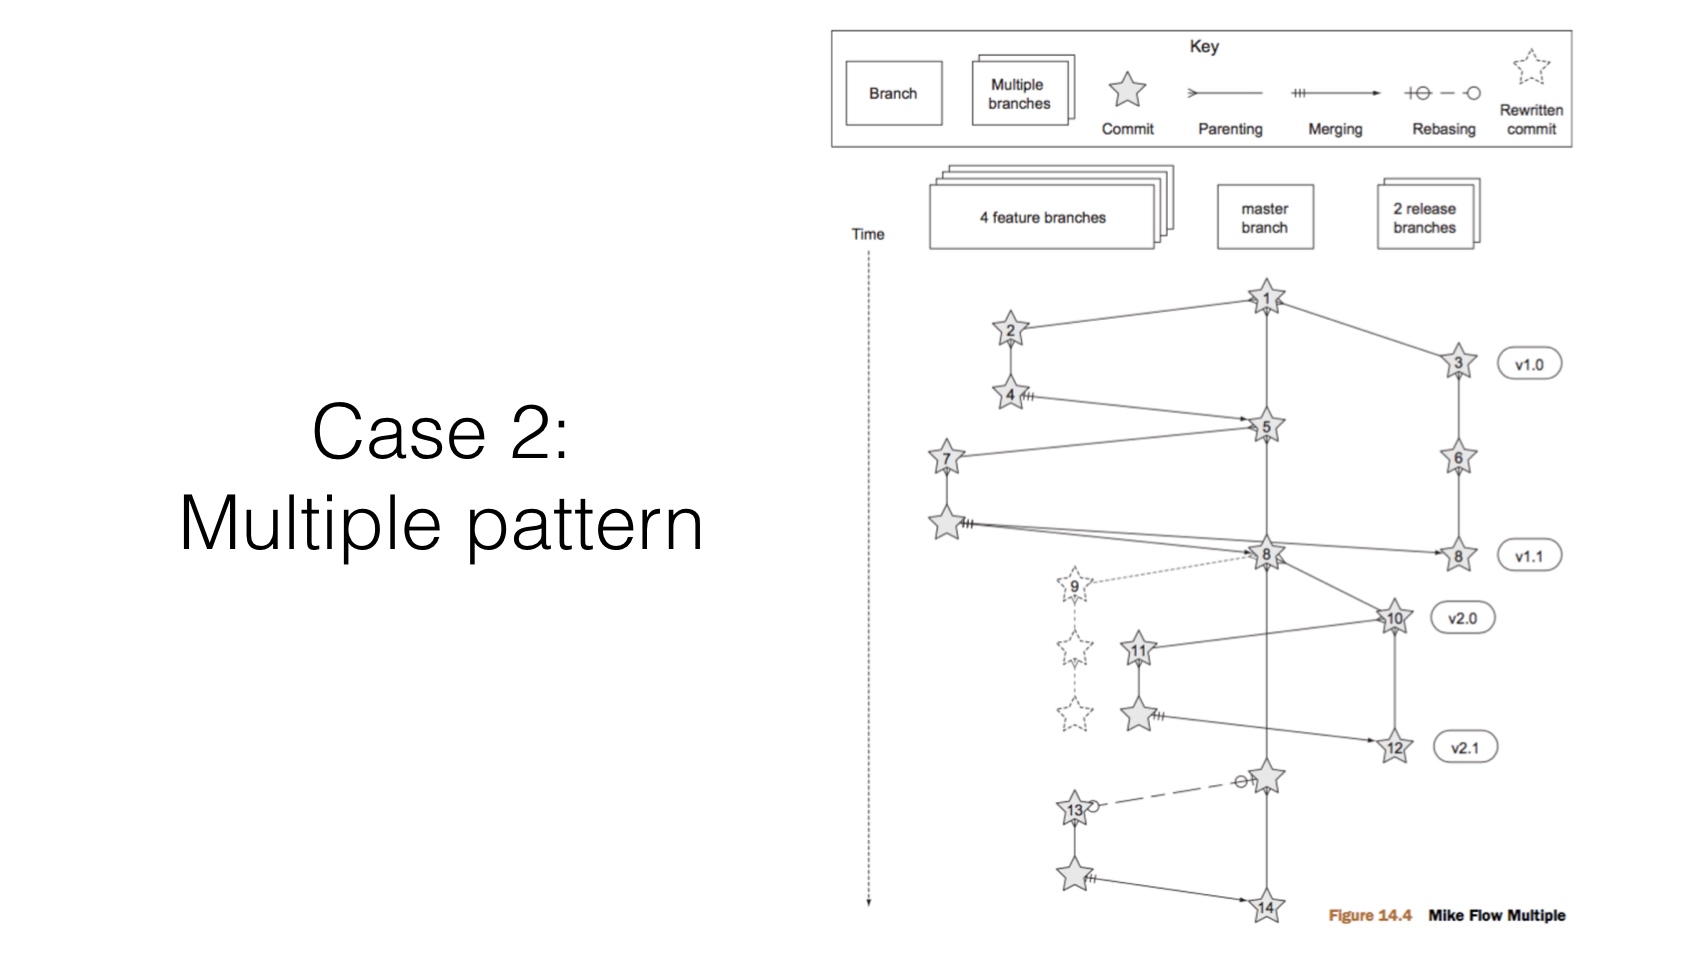 Case 2:
Multiple pattern
Key
Branch
Multiple
branches
Commit
Parenting
Merging
Rebasing
Rewritten
commit
4 feature branches
master
branch
2 release
branches
Time
1
2
3
v1.0
4
5
7
6
8
8
v1.1
9
10
v2.0
11
12
v2.1
13
14
Figure 14.4 Mike Flow Multiple